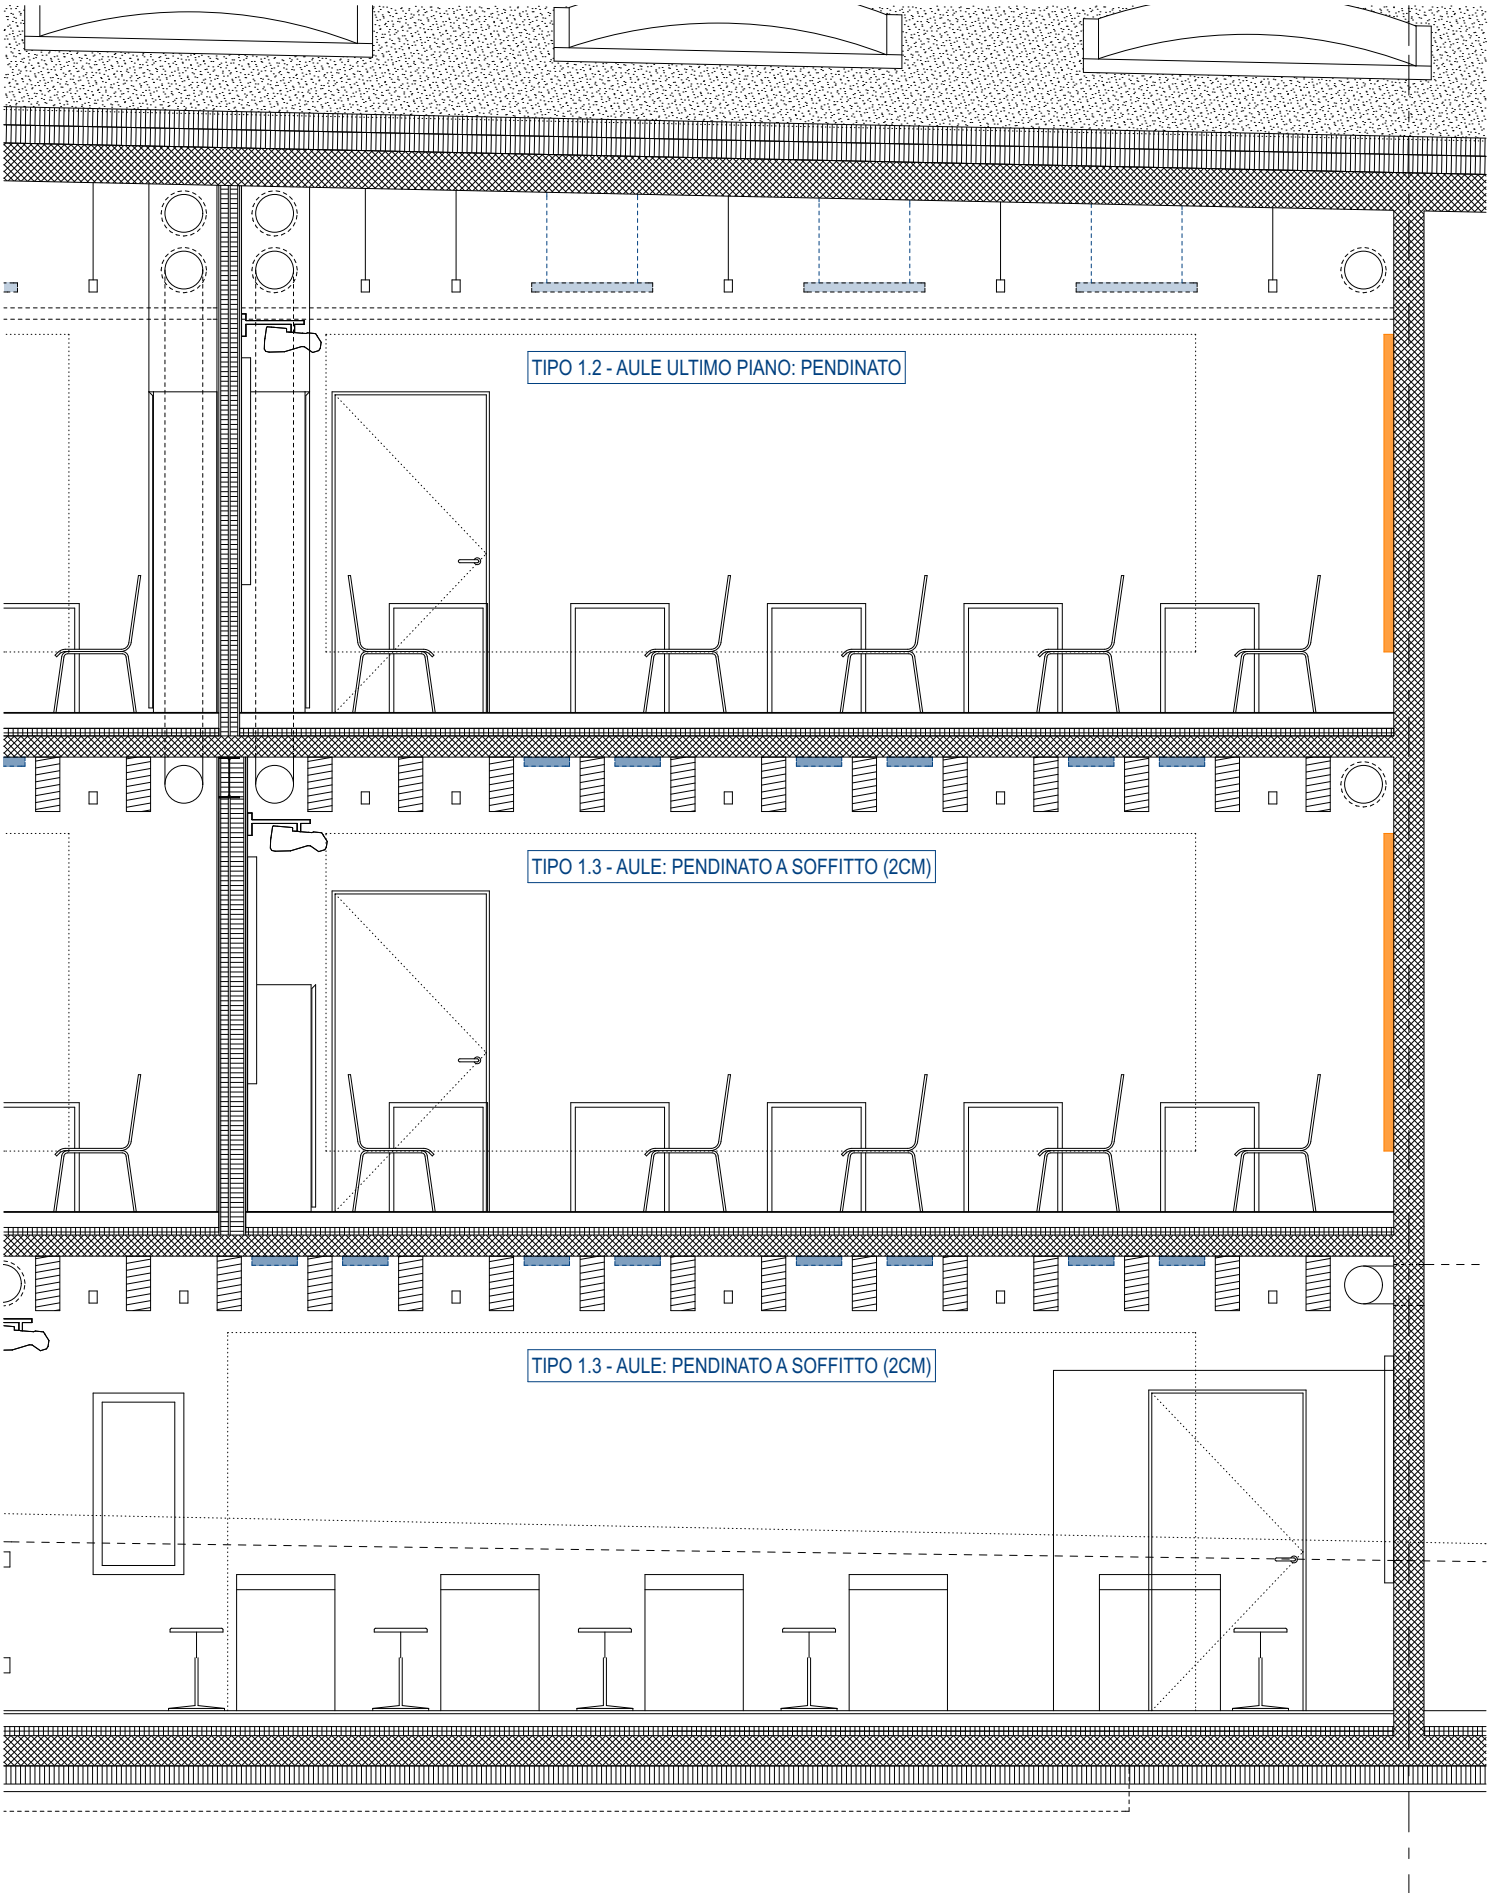 TIPO 1.2 - AULE ULTIMO PIANO: PENDINATO
TIPO 1.3 - AULE: PENDINATO A SOFFITTO (2CM)
TIPO 1.3 - AULE: PENDINATO A SOFFITTO (2CM)